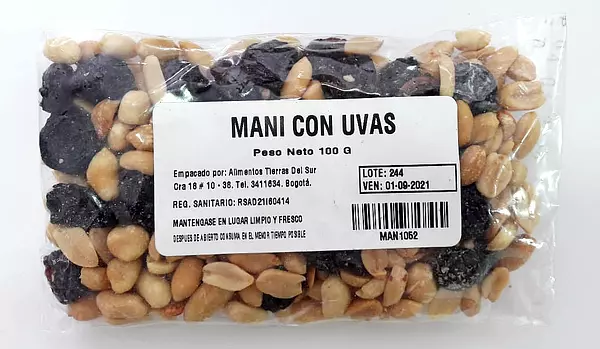 MANI CON UVAS
Peso Neto 100 G
Empacado por: Alimentos Tierras Del Sur
Cra 18 # 10 - 38, Tel. 3411634. Bogotá.
REG. SANITARIO: RSAD21I60414
MANTENGASE EN LUGAR LIMPIO Y FRESCO
DESPUES DE ABIERTO CONSUMA EN EL MENOR TIEMPO POSIBLE
LOTE: 244
VEN: 01-09-2021
MAN1052